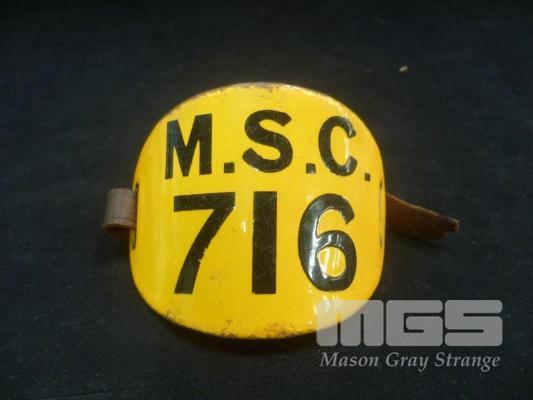 M.S.C.
716
MGS
Mason Gray Strange